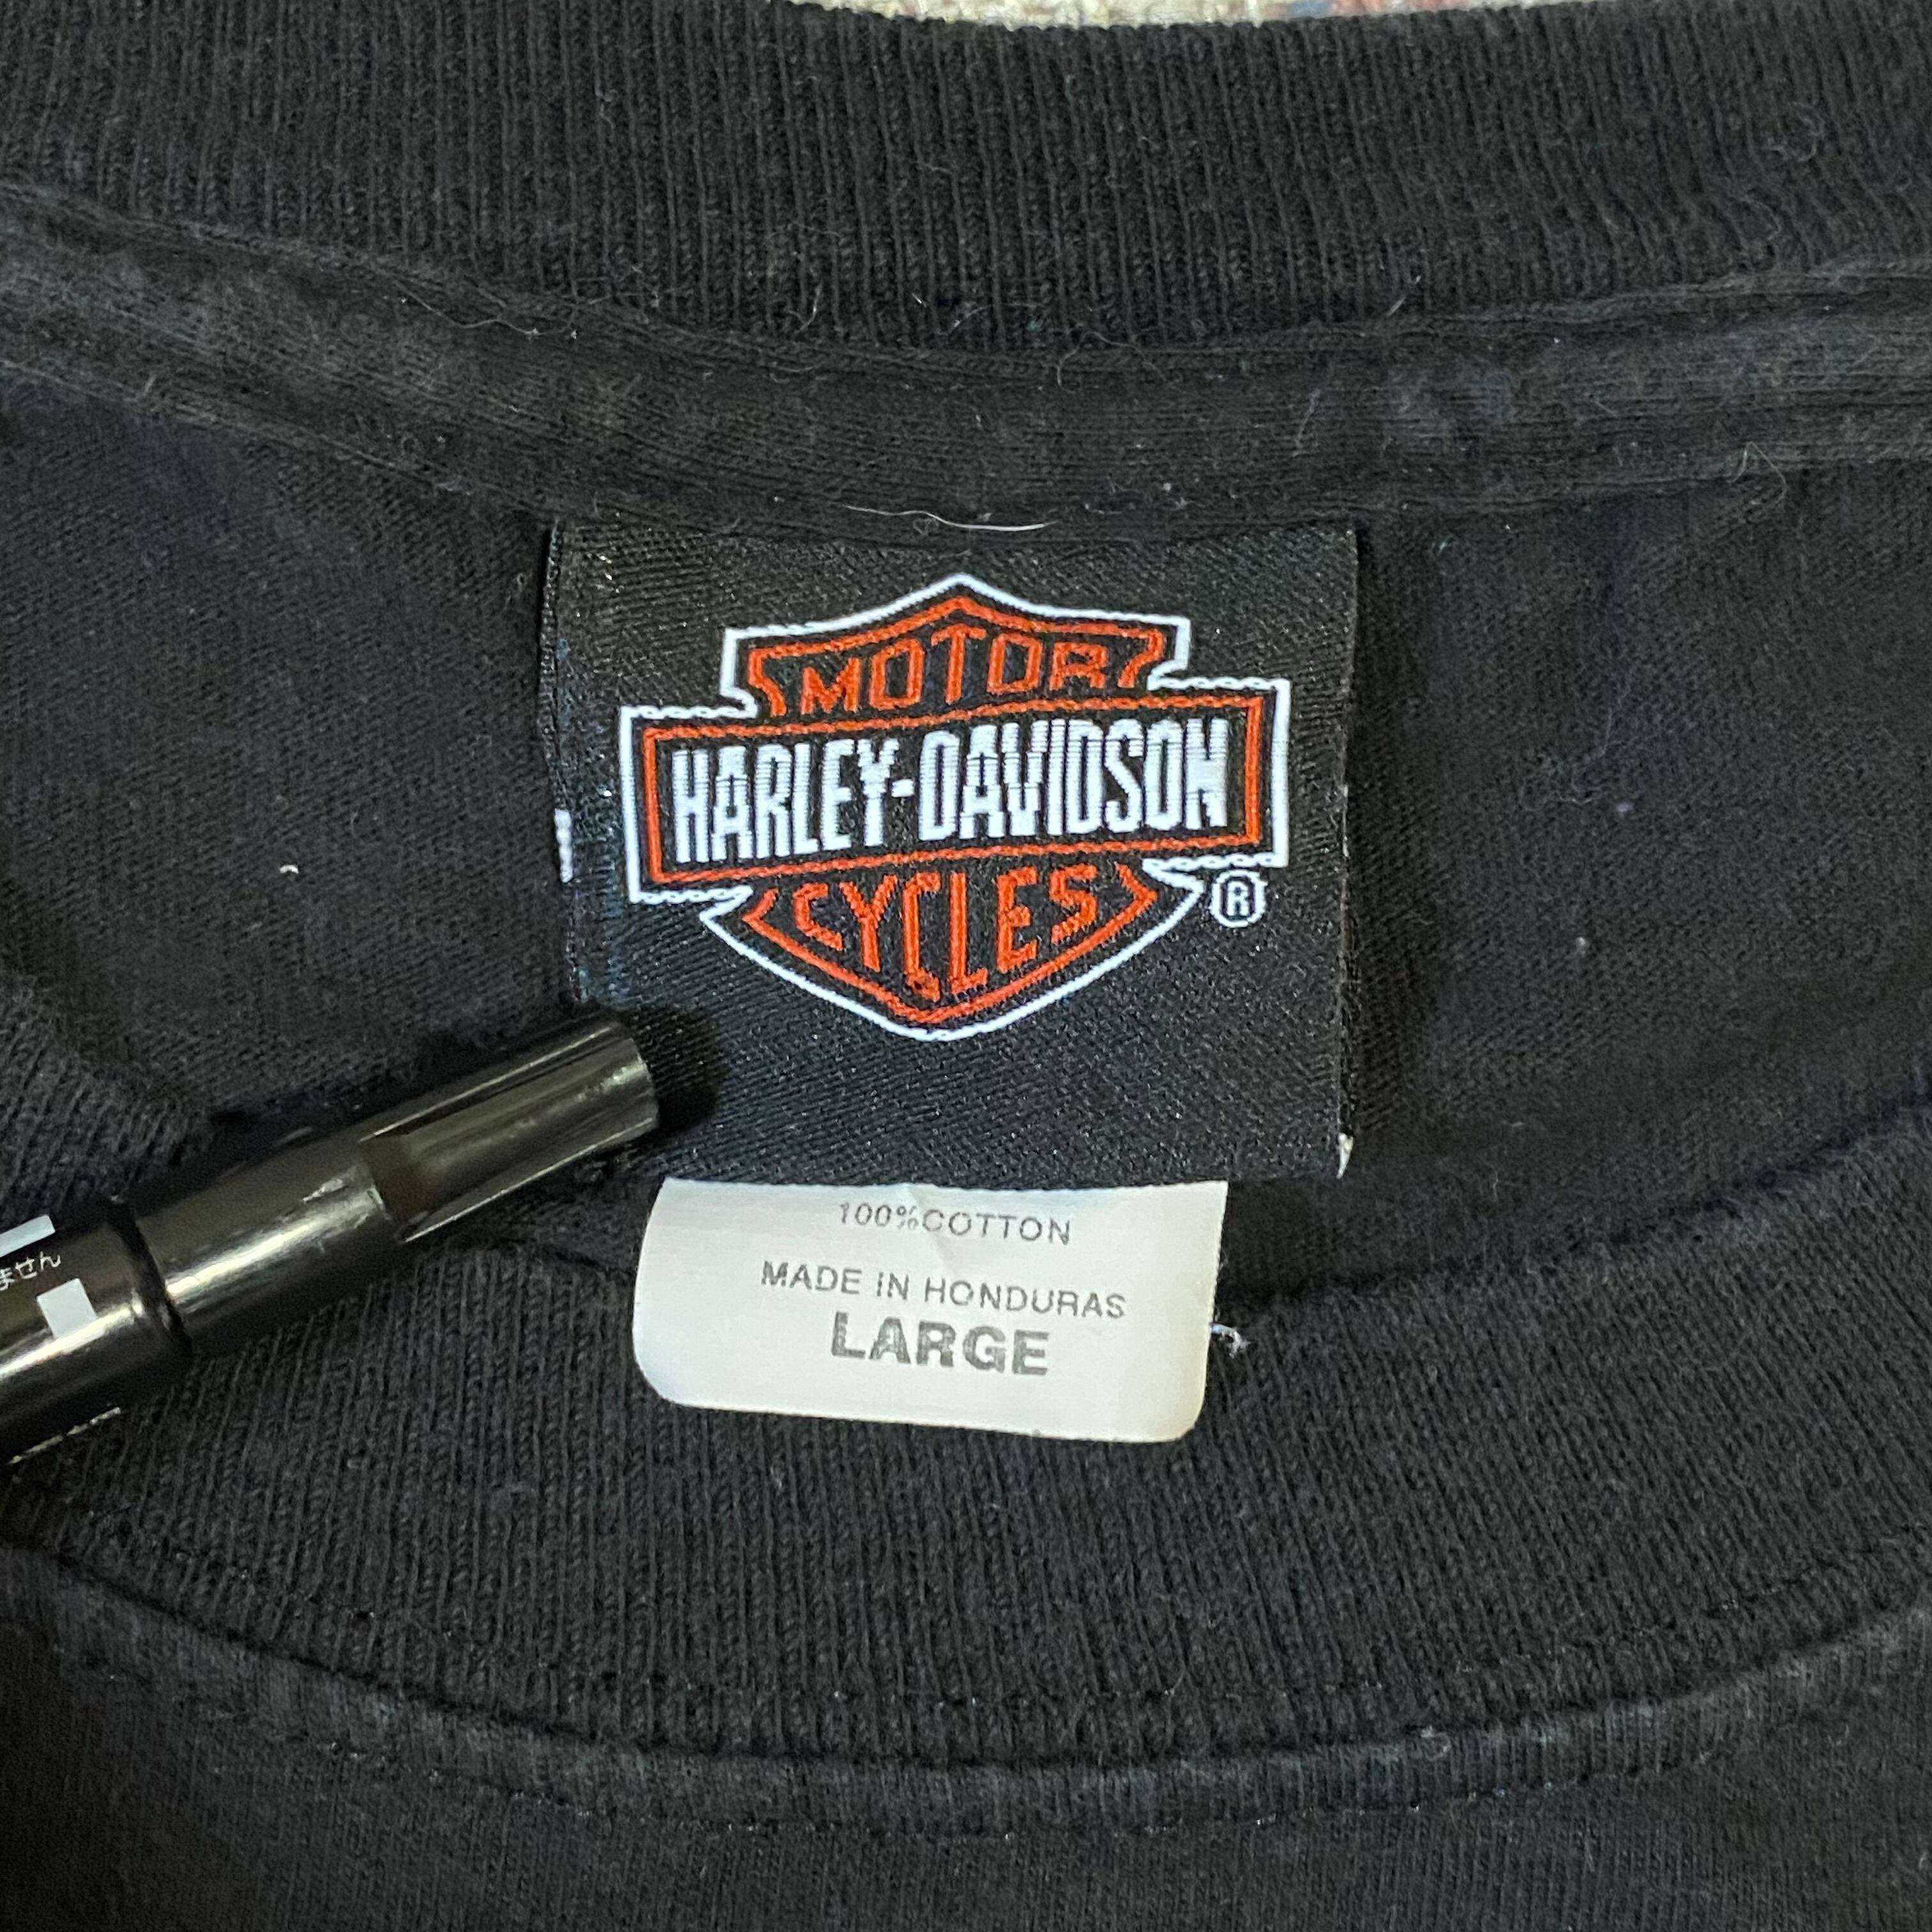 MOTOR
HARLEY-DAVIDSON
CYCLES
®
100%COTTON
MADE IN HONDURAS
LARGE
ません